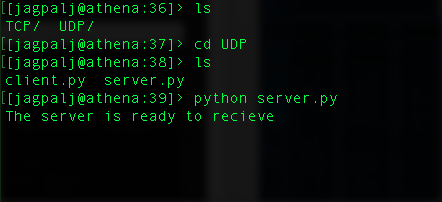 [[jagpalj@athena:36]> ls
TCP/  UDP/
[[jagpalj@athena:37]> cd UDP
[[jagpalj@athena:38]> ls
client.py  server.py
[[jagpalj@athena:39]> python server.py
The server is ready to recieve